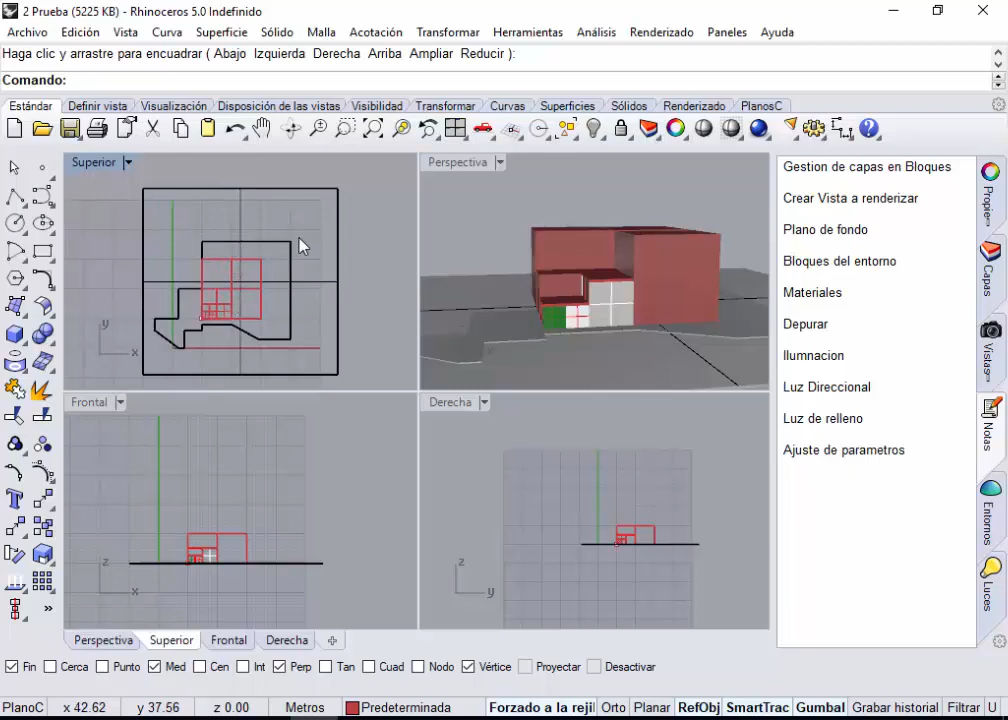 2 Prueba (5225 KB) - Rhinoceros 5.0 Indefinido
Archivo Edición Vista Curva Superficie Sólido Malla Acotación Transformar Herramientas Análisis Renderizado Paneles Ayuda
Haga clic y arrastre para encuadrar ( Abajo Izquierda Derecha Arriba Ampliar Reducir ):
Comando:
Estándar Definir vista Visualización Disposición de las vistas Visibilidad Transformar Curvas Superficies Sólidos Renderizado PlanosC
Superior
Perspectiva
y
x
Frontal
Derecha
z
x
z
y
Gestion de capas en Bloques
Crear Vista a renderizar
Plano de fondo
Bloques del entorno
Materiales
Depurar
Iluminacion
Luz Direccional
Luz de relleno
Ajuste de parametros
Propie...
Capas
Vistas...
Notas
Entornos
Luces
Perspectiva Superior Frontal Derecha
Fin Cerca Punto Med Cen Int Perp Tan Cuad Nodo Vértice Proyectar Desactivar
PlanoC x 42.62 y 37.56 z 0.00 Metros Predeterminada Forzado a la rejil Orto Planar RefObj SmartTrac Gumbal Grabar historial Filtrar U